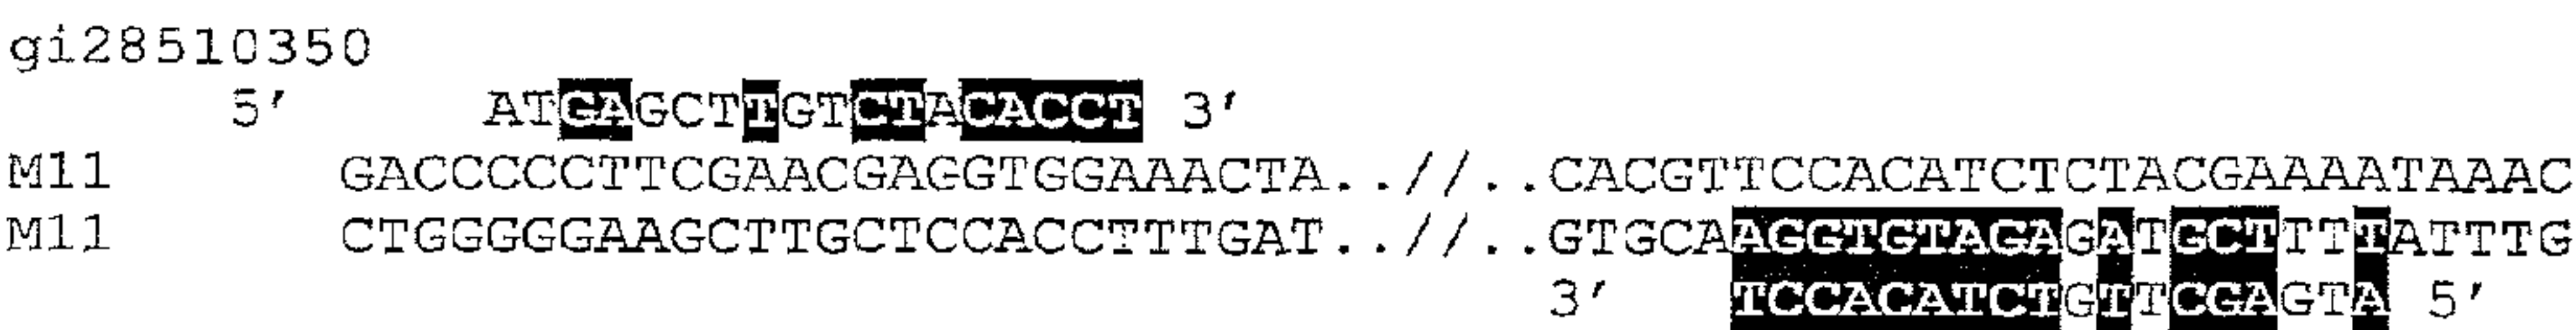 gi28510350
5' ATGAGCTTGTCTACACCT 3'
M11 GACCCCCTTCGAACGAGGTGGAAACTA..//..CACGTTCCACATCTCTACGAAAATAAAC
M11 CTGGGGGAAGCTTGCTCCACCTTTGAT..//..GTGCAAGGTGTAGAGATGCTTTTATTTG
3' TCCACATCTGTTCGAGTA 5'